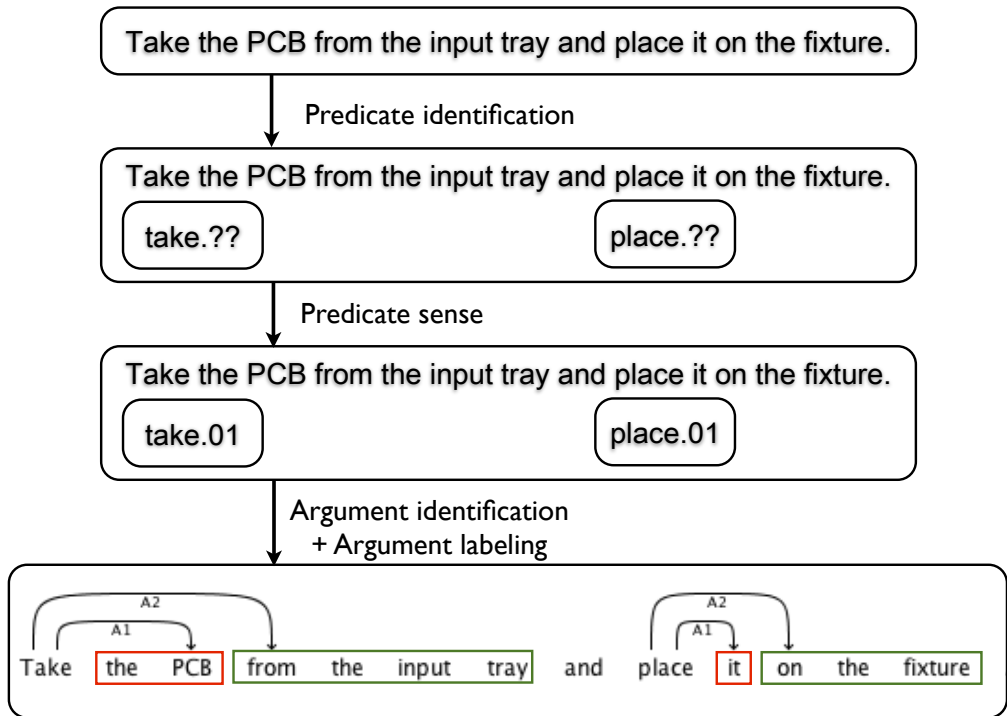 Take the PCB from the input tray and place it on the fixture.
Predicate identification
Take the PCB from the input tray and place it on the fixture.
take.?? place.??
Predicate sense
Take the PCB from the input tray and place it on the fixture.
take.01 place.01
Argument identification
+ Argument labeling
A2 A2
A1 A1
Take the PCB from the input tray and place it on the fixture